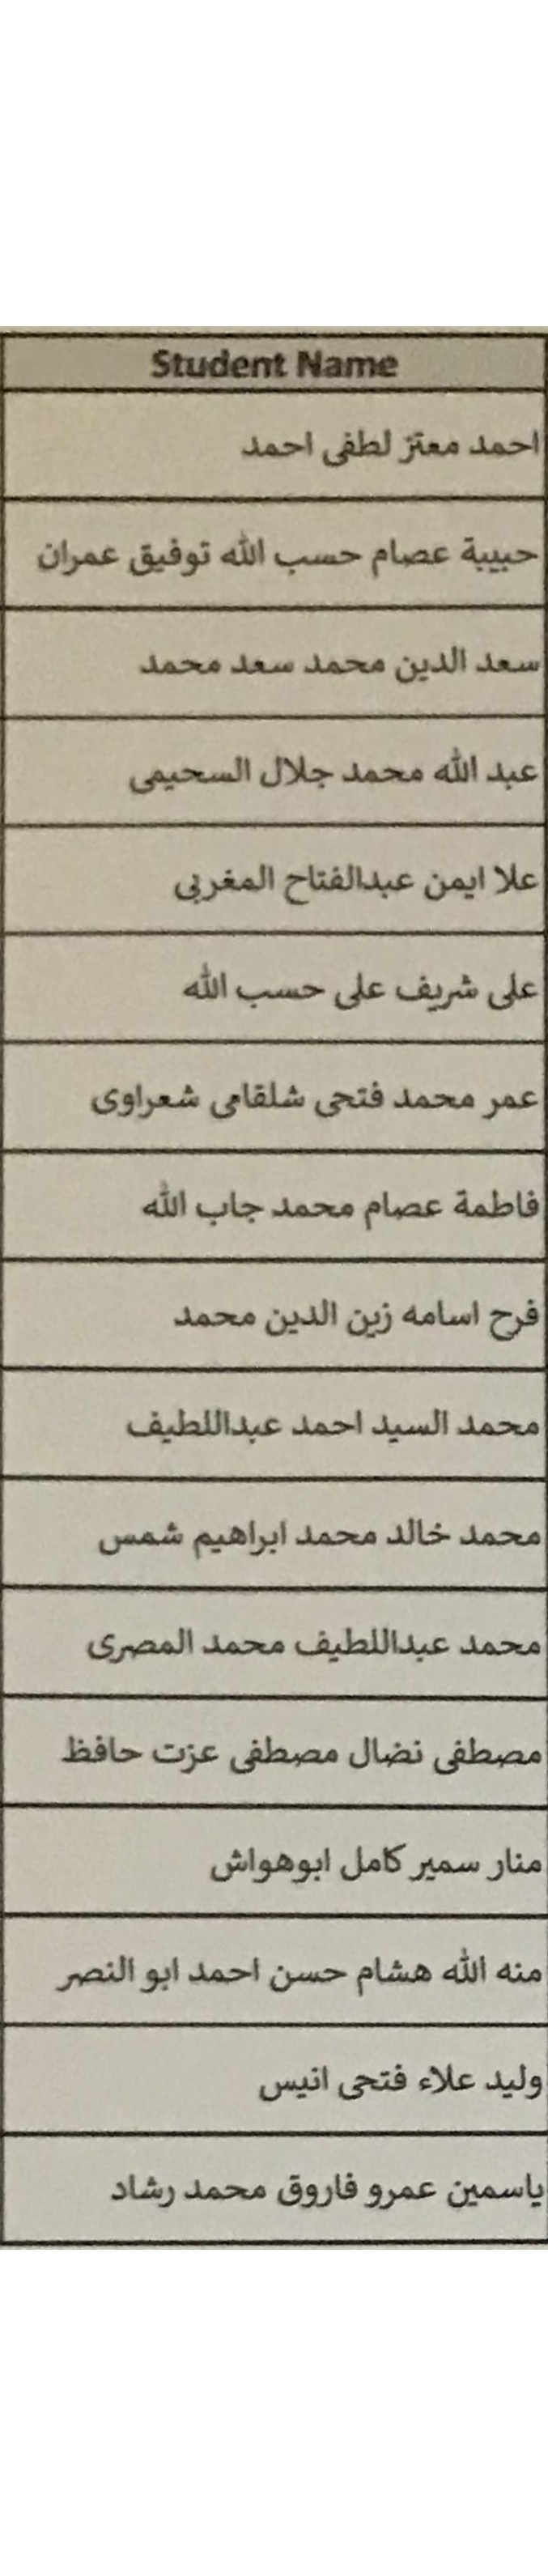 Student Name
احمد معتز لطفى احمد
حبيبة عصام حسب الله توفيق عمران
سعد الدين محمد سعد محمد
عبد الله محمد جلال السحيمى
علا ايمن عبدالفتاح المغربى
على شريف على حسب الله
عمر محمد فتحى شلقامى شعراوى
فاطمة عصام محمد جاب الله
فرح اسامه زين الدين محمد
محمد السيد احمد عبداللطيف
محمد خالد محمد ابراهيم شمس
محمد عبداللطيف محمد المصرى
مصطفى نضال مصطفى عزت حافظ
منار سمير كامل ابوهواش
منه الله هشام حسن احمد ابو النصر
وليد علاء فتحى انيس
ياسمين عمرو فاروق محمد رشاد